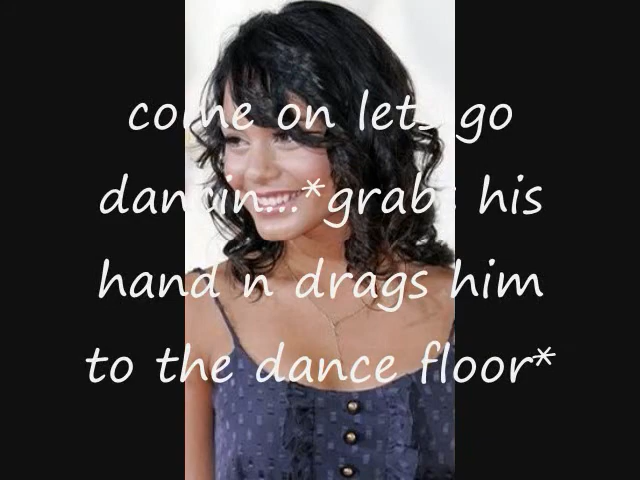 come on lets go
dancin...*grabs his
hand n drags him
to the dance floor*